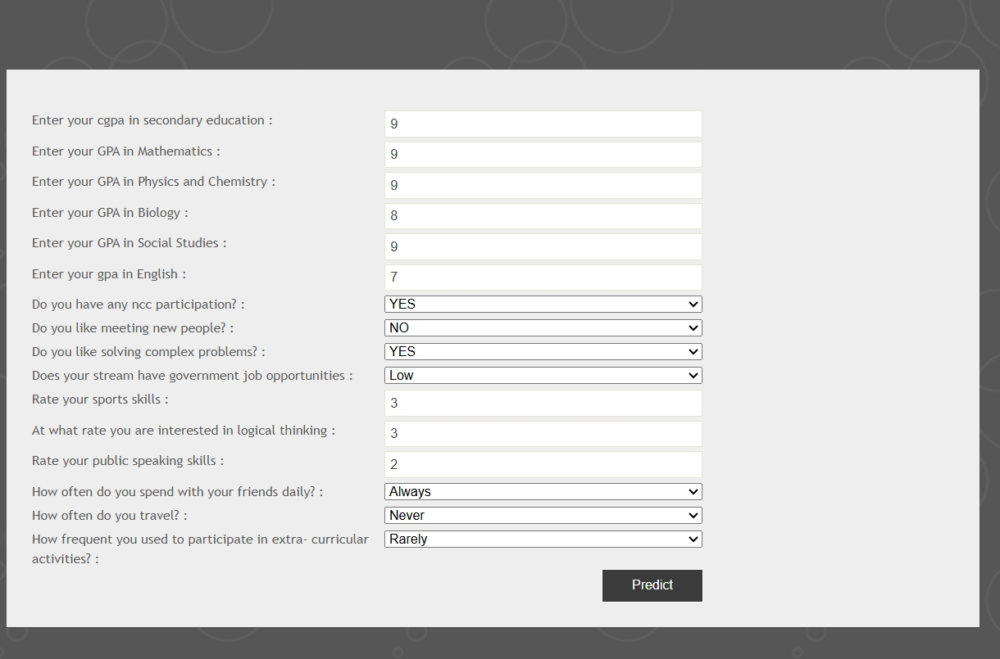 Enter your cgpa in secondary education : 9
Enter your GPA in Mathematics : 9
Enter your GPA in Physics and Chemistry : 9
Enter your GPA in Biology : 8
Enter your GPA in Social Studies : 9
Enter your gpa in English : 7
Do you have any ncc participation? : YES
Do you like meeting new people? : NO
Do you like solving complex problems? : YES
Does your stream have government job opportunities : Low
Rate your sports skills : 3
At what rate you are interested in logical thinking : 3
Rate your public speaking skills : 2
How often do you spend with your friends daily? : Always
How often do you travel? : Never
How frequent you used to participate in extra- curricular Rarely
activities? :
Predict